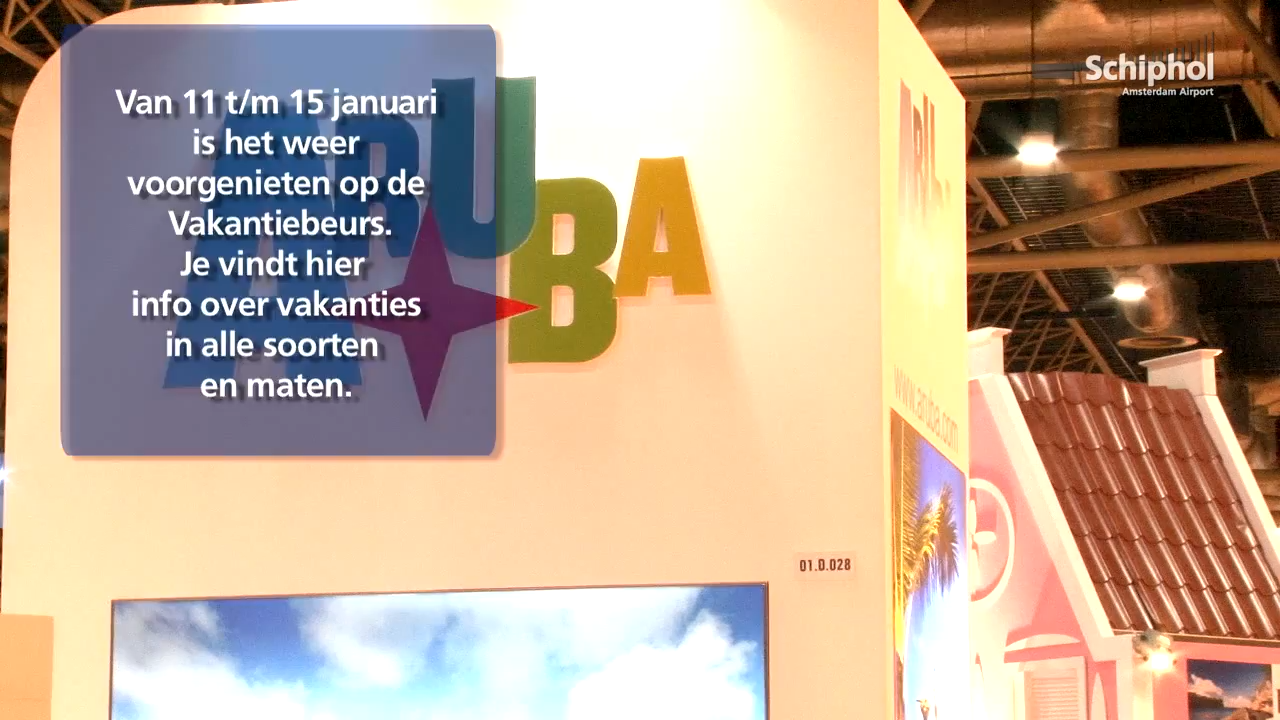 Van 11 t/m 15 januari
is het weer
voorgenieten op de
Vakantiebeurs.
Je vindt hier
info over vakanties
in alle soorten
en maten.
Schiphol
Amsterdam Airport
ARUBA
www.aruba.com
01.D.028